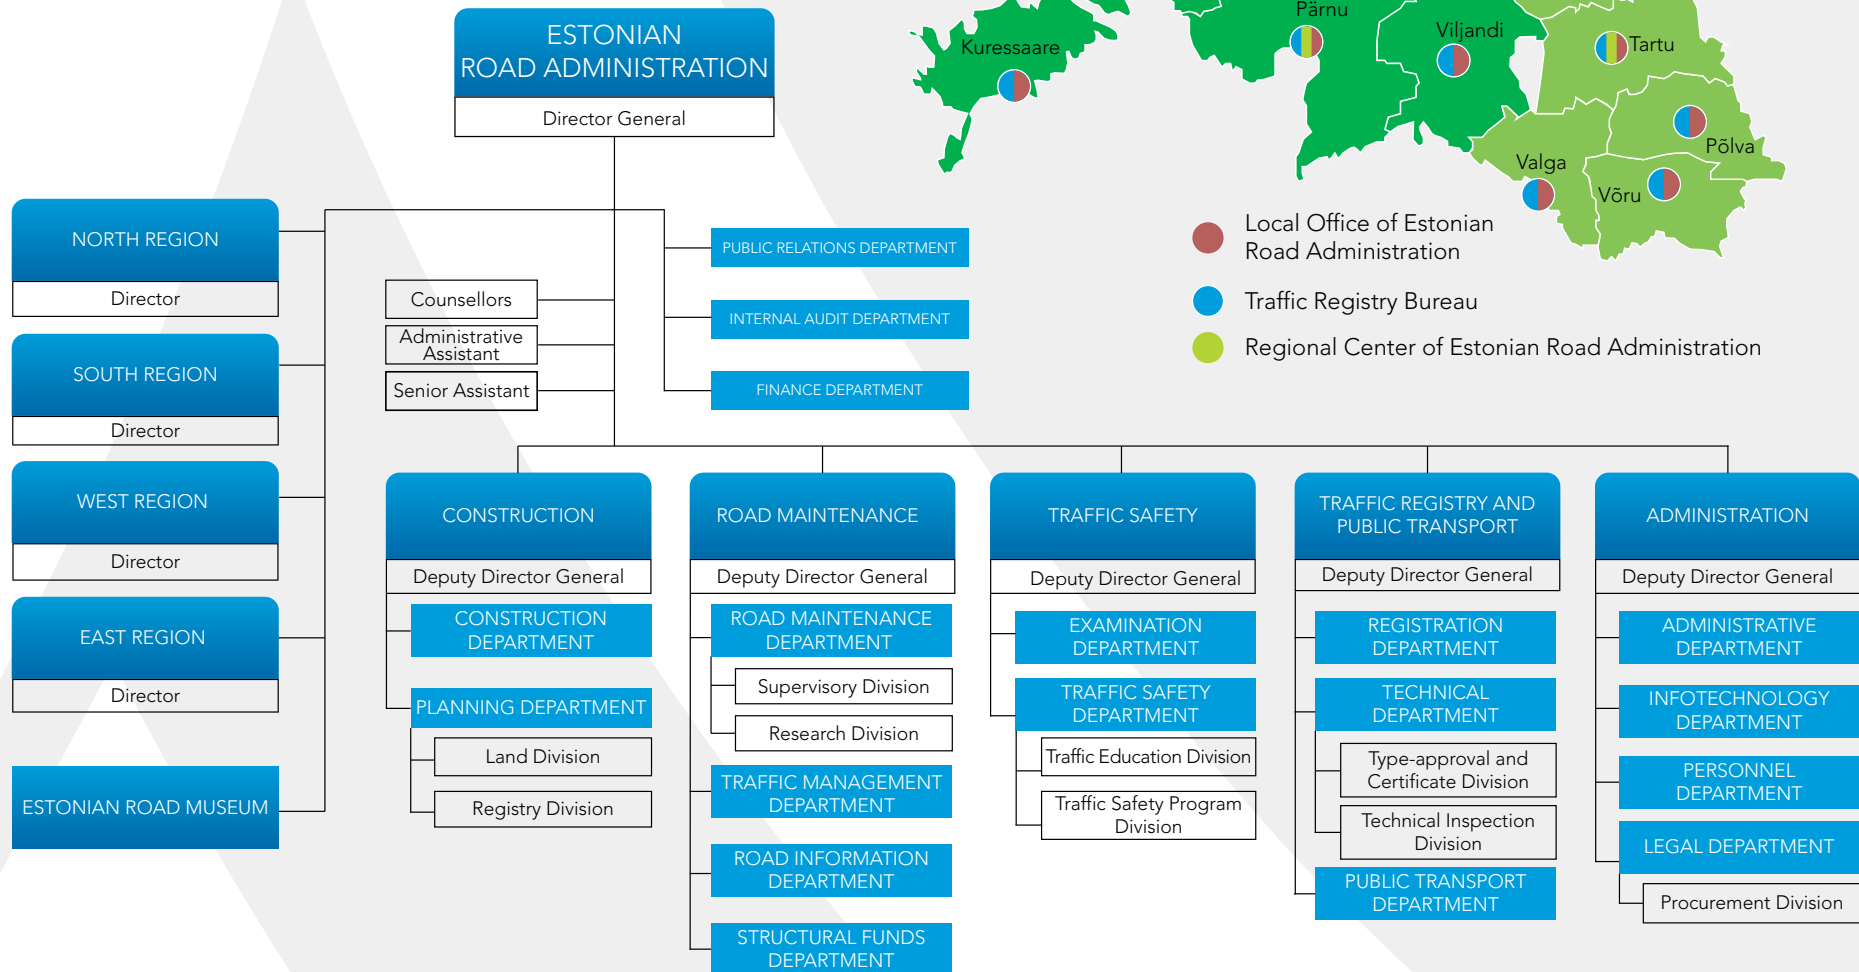 ESTONIAN
ROAD ADMINISTRATION
Director General
Kuressaare
Pärnu
Viljandi
Tartu
Põlva
Valga
Võru
Local Office of Estonian
Road Administration
Traffic Registry Bureau
Regional Center of Estonian Road Administration
NORTH REGION
Director
SOUTH REGION
Director
WEST REGION
Director
EAST REGION
Director
ESTONIAN ROAD MUSEUM
Counsellors
Administrative
Assistant
Senior Assistant
PUBLIC RELATIONS DEPARTMENT
INTERNAL AUDIT DEPARTMENT
FINANCE DEPARTMENT
CONSTRUCTION
Deputy Director General
CONSTRUCTION
DEPARTMENT
PLANNING DEPARTMENT
Land Division
Registry Division
ROAD MAINTENANCE
Deputy Director General
ROAD MAINTENANCE
DEPARTMENT
Supervisory Division
Research Division
TRAFFIC MANAGEMENT
DEPARTMENT
ROAD INFORMATION
DEPARTMENT
STRUCTURAL FUNDS
DEPARTMENT
TRAFFIC SAFETY
Deputy Director General
EXAMINATION
DEPARTMENT
TRAFFIC SAFETY
DEPARTMENT
Traffic Education Division
Traffic Safety Program
Division
TRAFFIC REGISTRY AND
PUBLIC TRANSPORT
Deputy Director General
REGISTRATION
DEPARTMENT
TECHNICAL
DEPARTMENT
Type-approval and
Certificate Division
Technical Inspection
Division
PUBLIC TRANSPORT
DEPARTMENT
ADMINISTRATION
Deputy Director General
ADMINISTRATIVE
DEPARTMENT
INFOTECHNOLOGY
DEPARTMENT
PERSONNEL
DEPARTMENT
LEGAL DEPARTMENT
Procurement Division